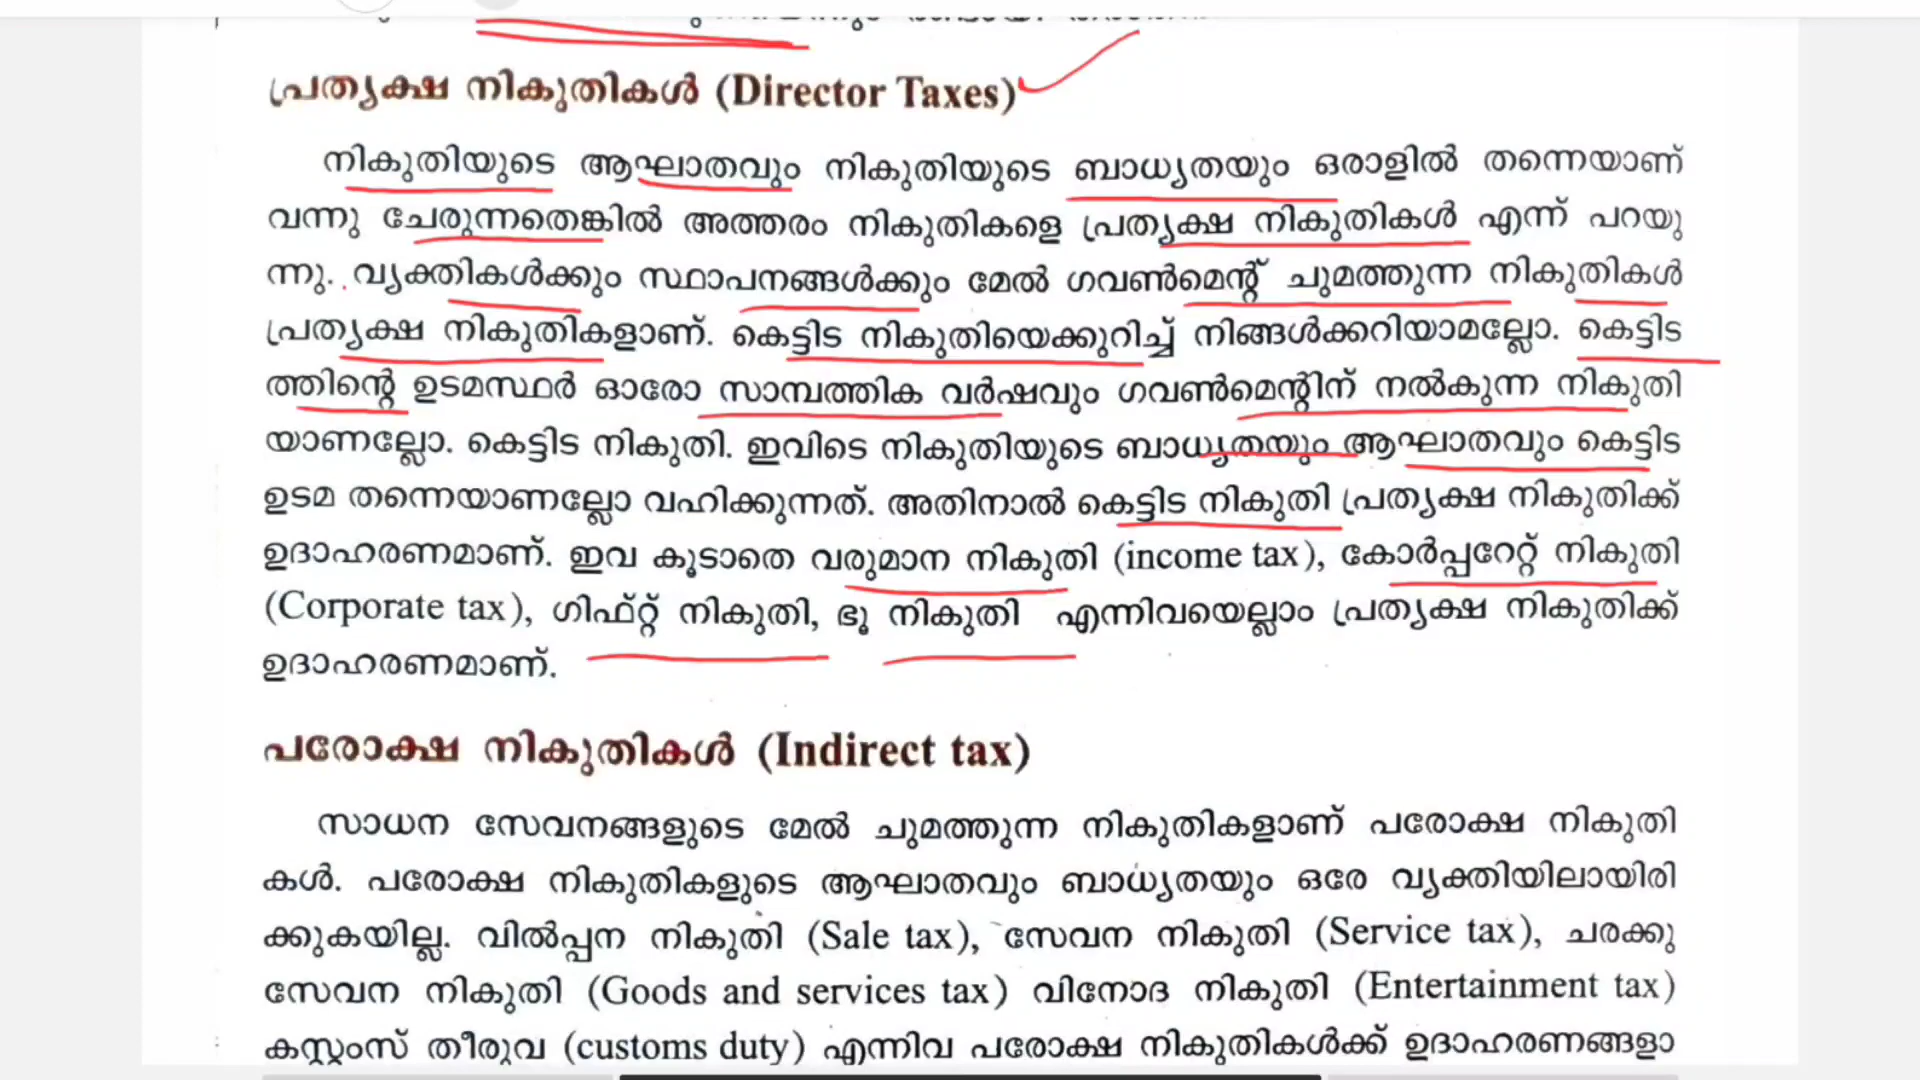 പ്രത്യക്ഷ നികുതികൾ (Director Taxes)
നികുതിയുടെ ആഘാതവും നികുതിയുടെ ബാധ്യതയും ഒരാളിൽ തന്നെയാണ്
വന്നു ചേരുന്നതെങ്കിൽ അത്തരം നികുതികളെ പ്രത്യക്ഷ നികുതികൾ എന്ന് പറയു
ന്നു. വ്യക്തികൾക്കും സ്ഥാപനങ്ങൾക്കും മേൽ ഗവൺമെന്റ് ചുമത്തുന്ന നികുതികൾ
പ്രത്യക്ഷ നികുതികളാണ്. കെട്ടിട നികുതിയെക്കുറിച്ച് നിങ്ങൾക്കറിയാമല്ലോ. കെട്ടിട
ത്തിന്റെ ഉടമസ്ഥർ ഓരോ സാമ്പത്തിക വർഷവും ഗവൺമെന്റിന് നൽകുന്ന നികുതി
യാണല്ലോ. കെട്ടിട നികുതി. ഇവിടെ നികുതിയുടെ ബാധ്യതയും ആഘാതവും കെട്ടിട
ഉടമ തന്നെയാണല്ലോ വഹിക്കുന്നത്. അതിനാൽ കെട്ടിട നികുതി പ്രത്യക്ഷ നികുതിക്ക്
ഉദാഹരണമാണ്. ഇവ കൂടാതെ വരുമാന നികുതി (income tax), കോർപ്പറേറ്റ് നികുതി
(Corporate tax), ഗിഫ്റ്റ് നികുതി, ഭൂ നികുതി എന്നിവയെല്ലാം പ്രത്യക്ഷ നികുതിക്ക്
ഉദാഹരണമാണ്.
പരോക്ഷ നികുതികൾ (Indirect tax)
സാധന സേവനങ്ങളുടെ മേൽ ചുമത്തുന്ന നികുതികളാണ് പരോക്ഷ നികുതി
കൾ. പരോക്ഷ നികുതികളുടെ ആഘാതവും ബാധ്യതയും ഒരേ വ്യക്തിയിലായിരി
ക്കുകയില്ല. വിൽപ്പന നികുതി (Sale tax), സേവന നികുതി (Service tax), ചരക്കു
സേവന നികുതി (Goods and services tax) വിനോദ നികുതി (Entertainment tax)
കസ്റ്റംസ് തീരുവ (customs duty) എന്നിവ പരോക്ഷ നികുതികൾക്ക് ഉദാഹരണങ്ങളാ